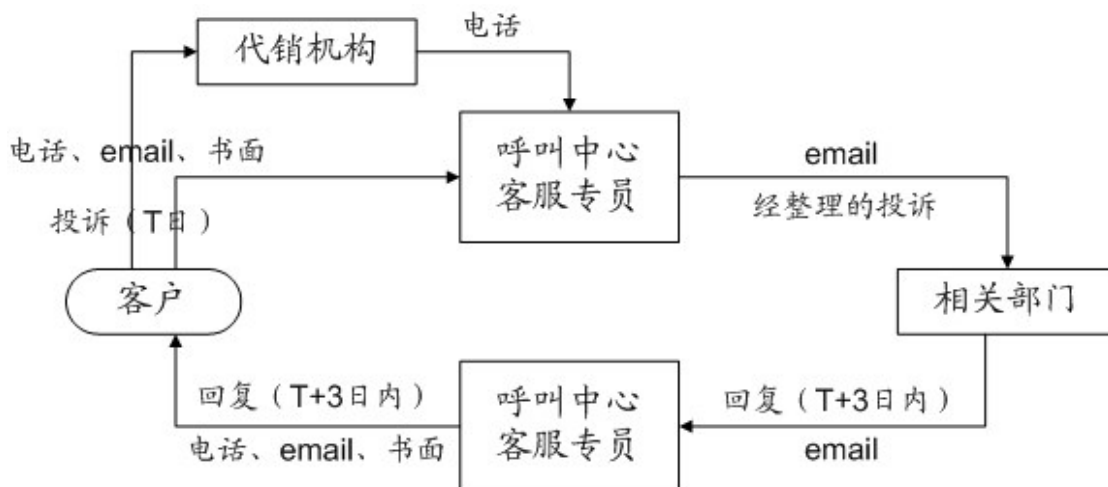 代销机构
电话
电话、email、书面
投诉（T日）
呼叫中心
客服专员
email
经整理的投诉
客户
相关部门
回复（T+3日内）
电话、email、书面
呼叫中心
客服专员
回复（T+3日内）
email